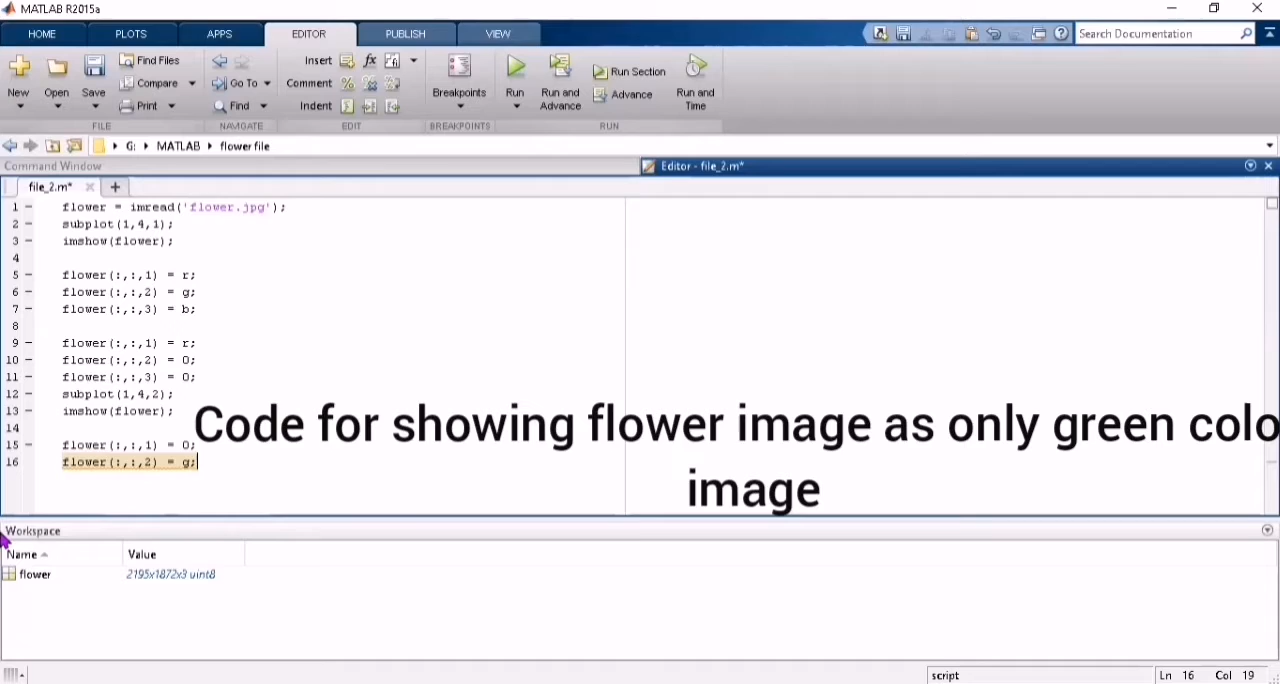 MATLAB R2015a
HOME PLOTS APPS EDITOR PUBLISH VIEW
Search Documentation
New Open Save Find Files Compare Print
Go To Find
Insert fx
Comment %
Indent
Breakpoints
Run Run and Advance Run Section Advance Run and Time
FILE NAVIGATE EDIT BREAKPOINTS RUN
G: MATLAB flower file
Command Window
Editor - file_2.m*
file_2.m* +
1 flower = imread('flower.jpg');
2 subplot(1,4,1);
3 imshow(flower);
4
5 flower(:,:,1) = r;
6 flower(:,:,2) = g;
7 flower(:,:,3) = b;
8
9 flower(:,:,1) = r;
10 flower(:,:,2) = 0;
11 flower(:,:,3) = 0;
12 subplot(1,4,2);
13 imshow(flower);
14
15 flower(:,:,1) = 0;
16 flower(:,:,2) = g;
Code for showing flower image as only green colo
image
Workspace
Name Value
flower 2195x1872x3 uint8
script Ln 16 Col 19